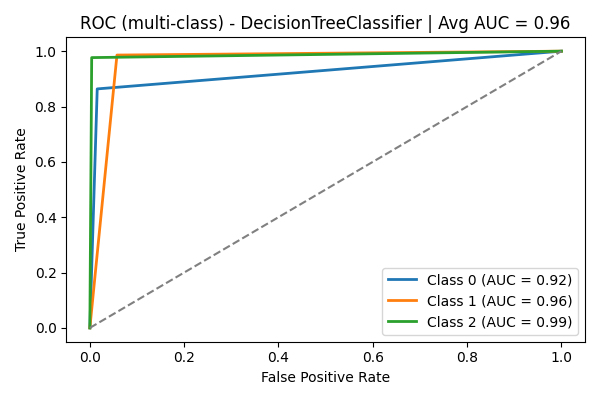 ROC (multi-class) - DecisionTreeClassifier | Avg AUC = 0.96
True Positive Rate
1.0
0.8
0.6
0.4
0.2
0.0
Class 0 (AUC = 0.92)
Class 1 (AUC = 0.96)
Class 2 (AUC = 0.99)
0.0 0.2 0.4 0.6 0.8 1.0
False Positive Rate